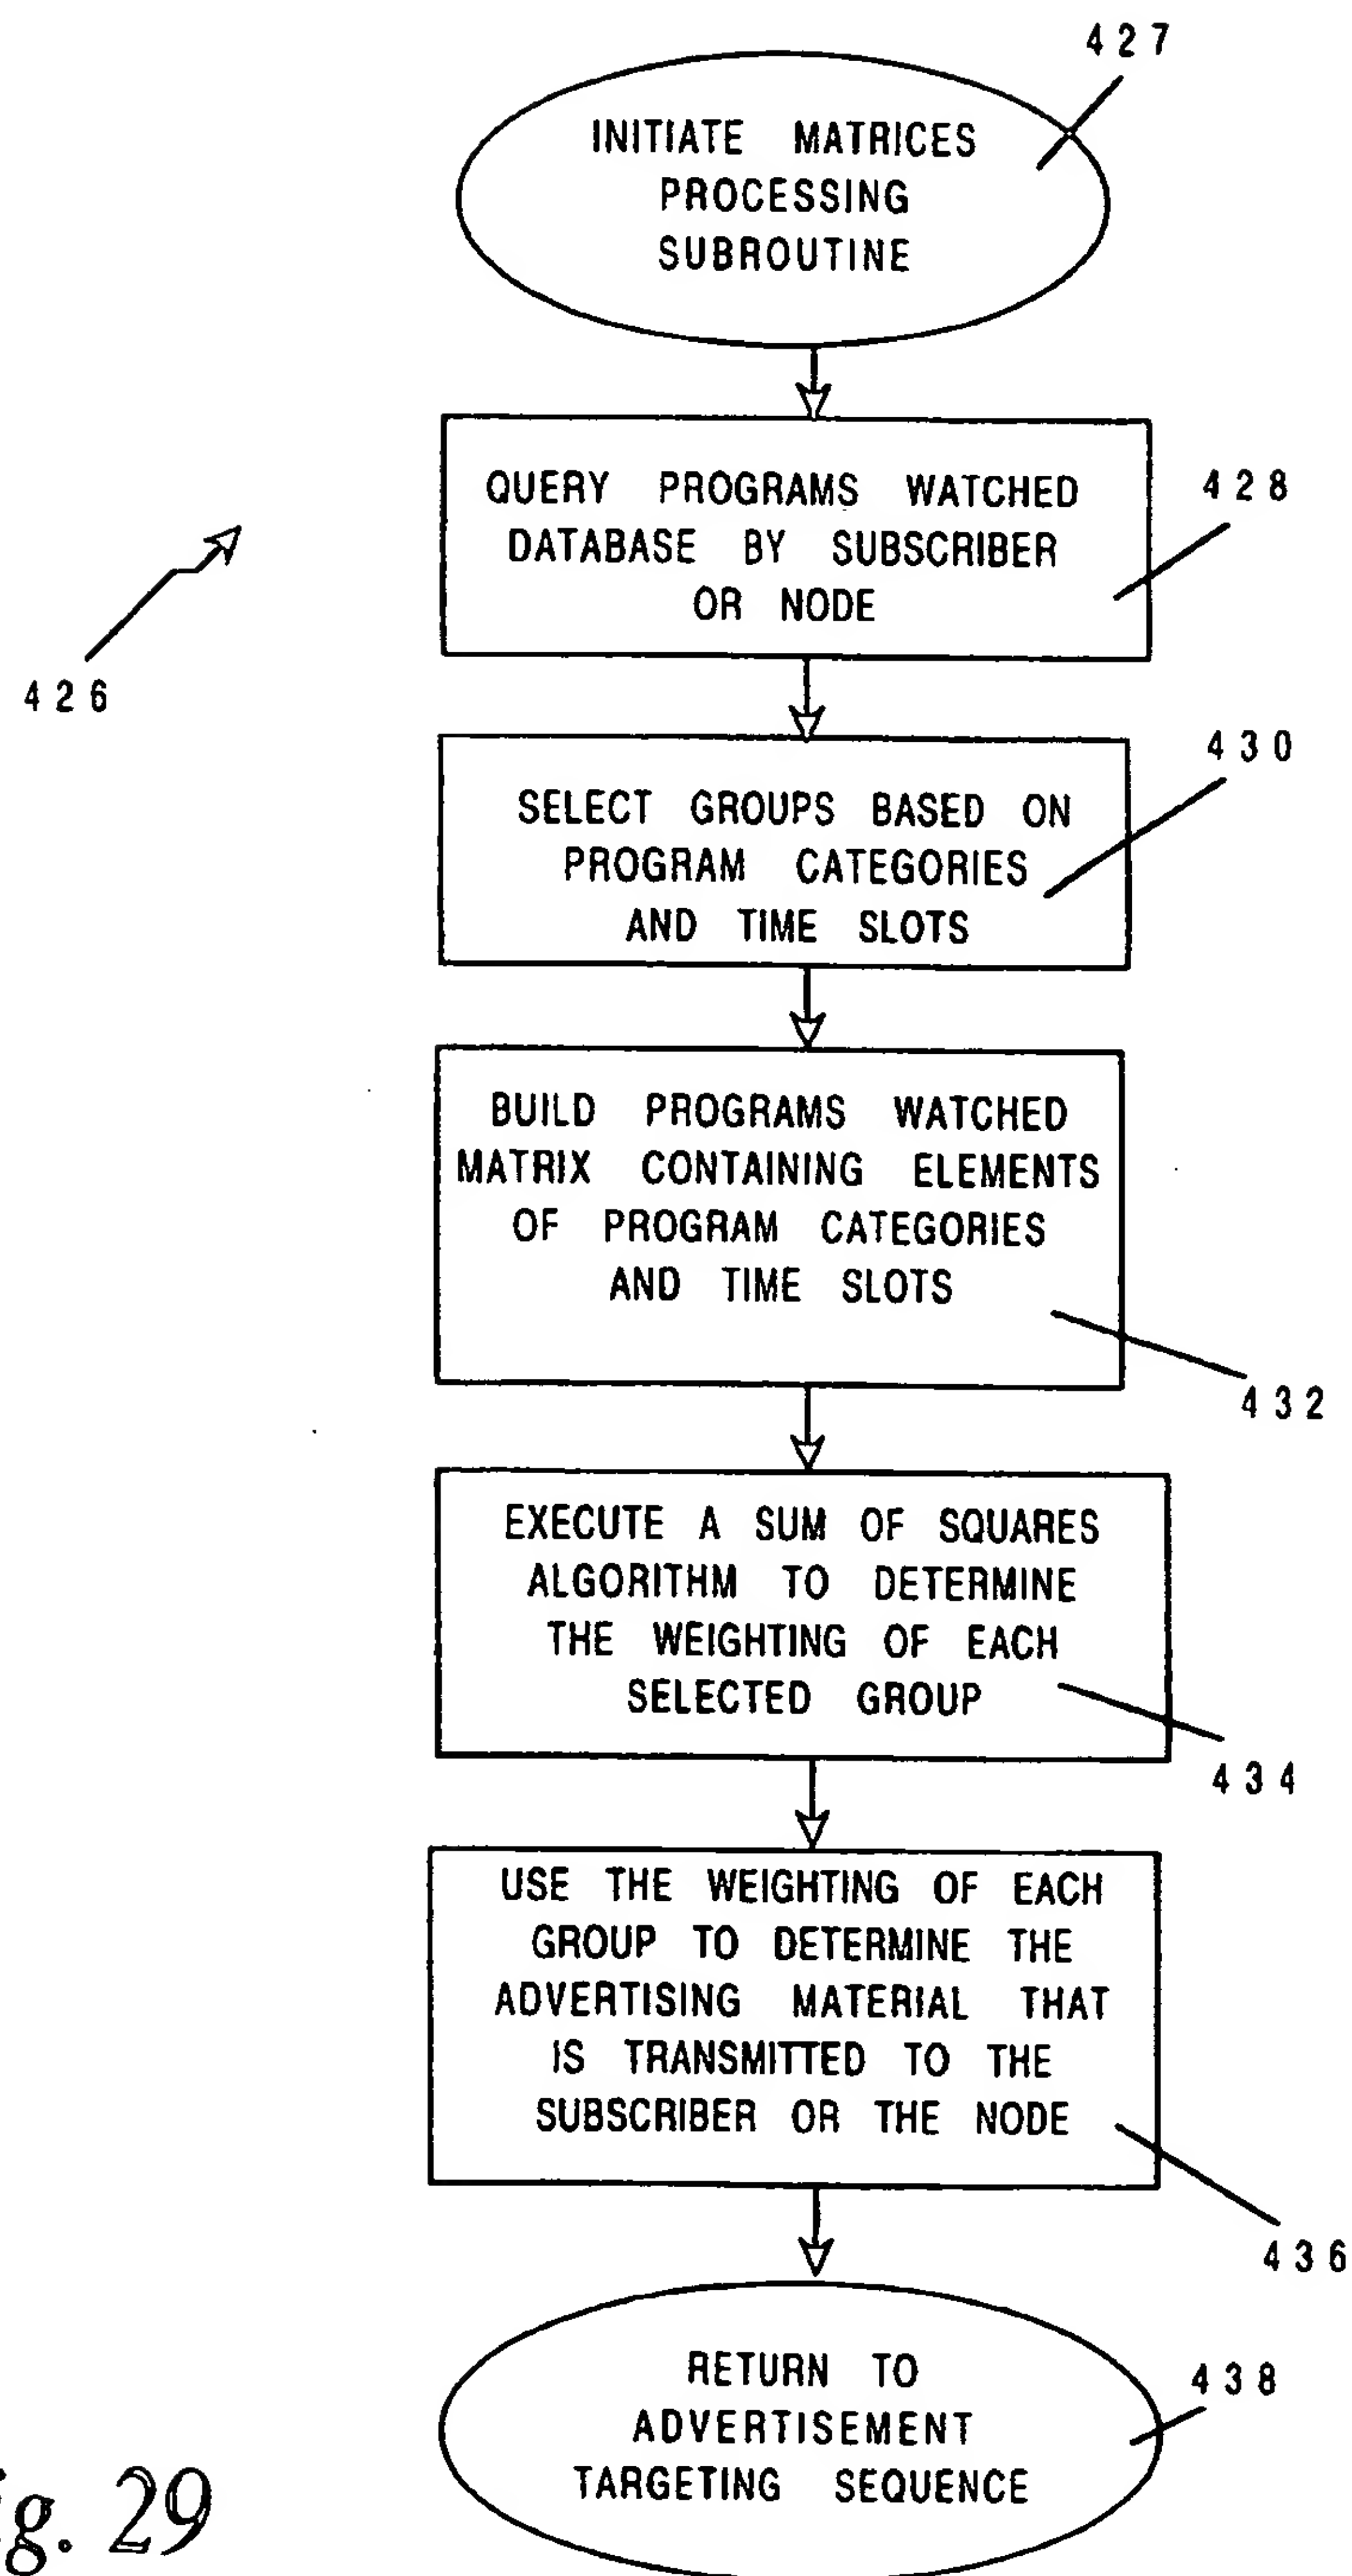 427
INITIATE MATRICES
PROCESSING
SUBROUTINE
QUERY PROGRAMS WATCHED
DATABASE BY SUBSCRIBER
OR NODE
428
426
430
SELECT GROUPS BASED ON
PROGRAM CATEGORIES
AND TIME SLOTS
BUILD PROGRAMS WATCHED
MATRIX CONTAINING ELEMENTS
OF PROGRAM CATEGORIES
AND TIME SLOTS
432
EXECUTE A SUM OF SQUARES
ALGORITHM TO DETERMINE
THE WEIGHTING OF EACH
SELECTED GROUP
434
USE THE WEIGHTING OF EACH
GROUP TO DETERMINE THE
ADVERTISING MATERIAL THAT
IS TRANSMITTED TO THE
SUBSCRIBER OR THE NODE
436
RETURN TO
ADVERTISEMENT
TARGETING SEQUENCE
438
ig. 29